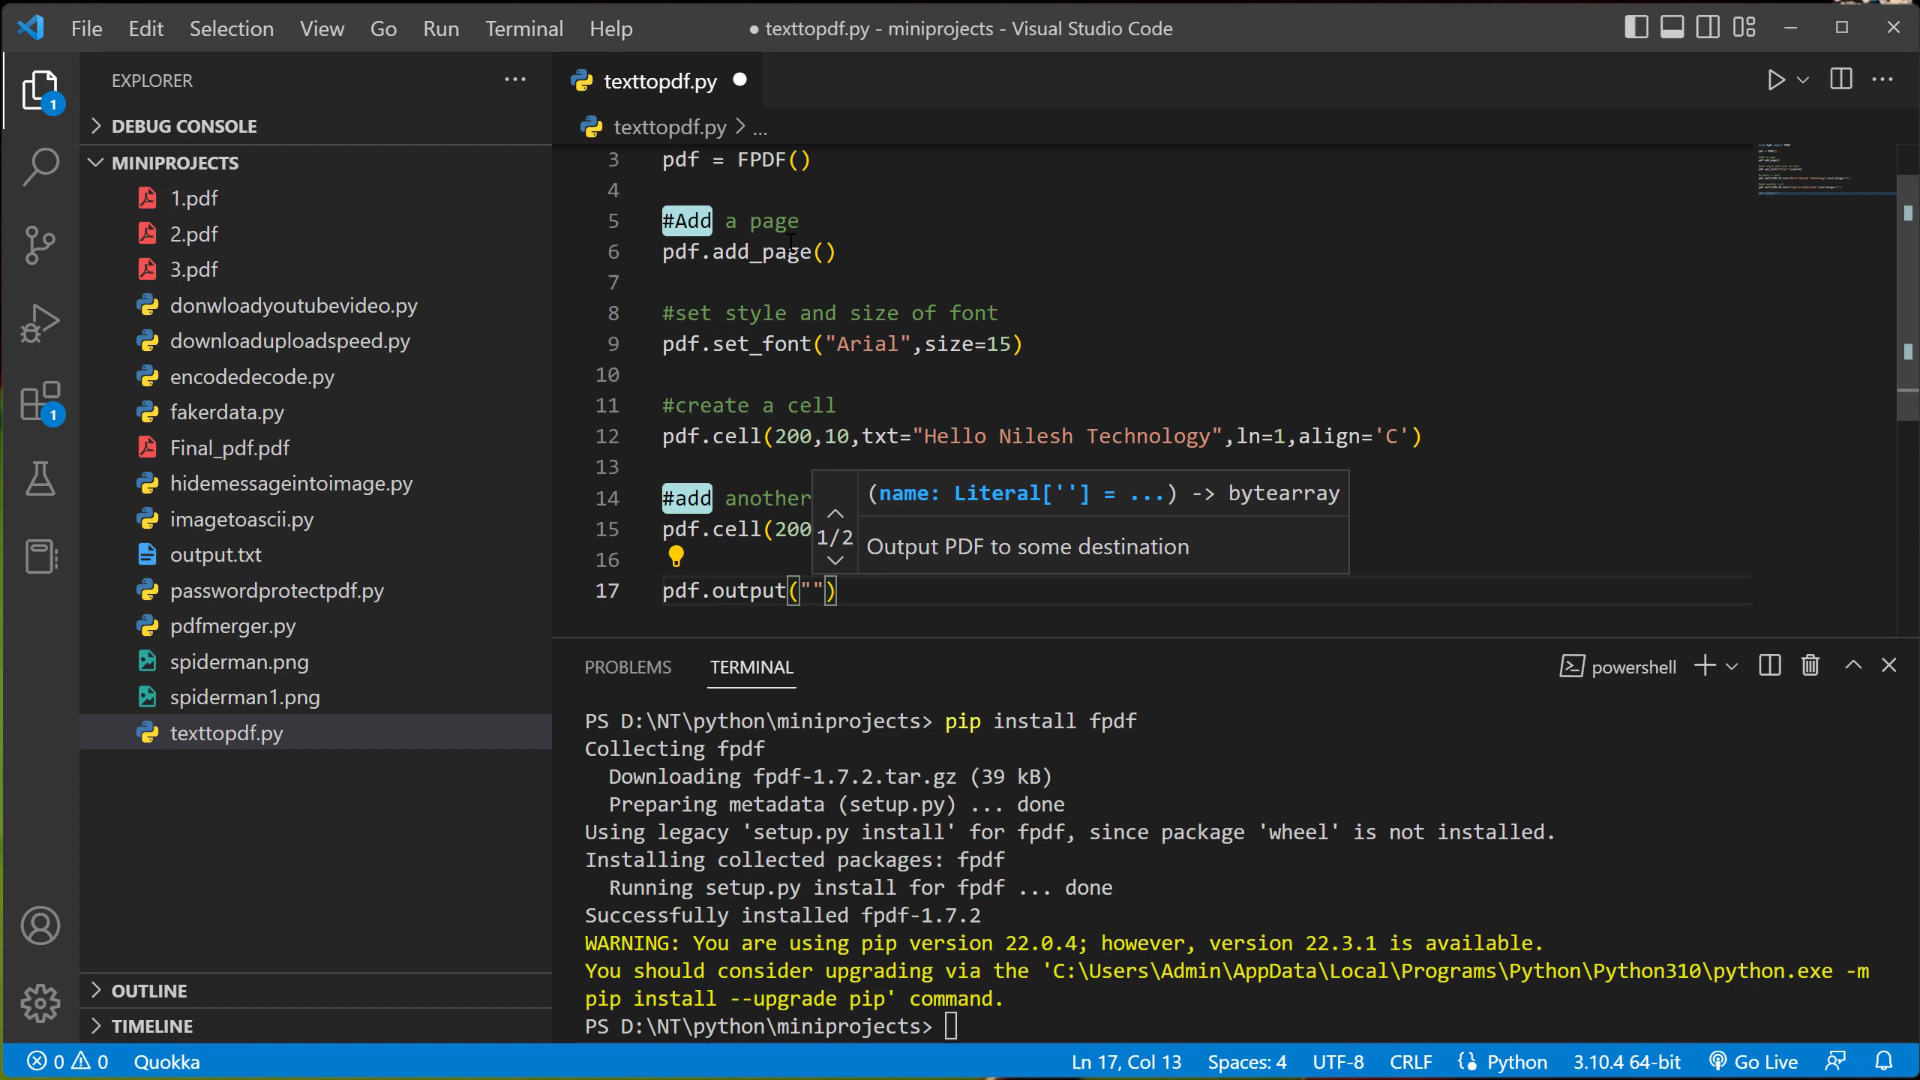 File Edit Selection View Go Run Terminal Help
● texttopdf.py - miniprojects - Visual Studio Code
EXPLORER ...
DEBUG CONSOLE
MINIPROJECTS
1.pdf
2.pdf
3.pdf
donwloadyoutubevideo.py
downloaduploadspeed.py
encodedecode.py
fakerdata.py
Final_pdf.pdf
hidemessageintoimage.py
imagetoascii.py
output.txt
passwordprotectpdf.py
pdfmerger.py
spiderman.png
spiderman1.png
texttopdf.py
OUTLINE
TIMELINE
1
1
texttopdf.py ●
texttopdf.py > ...
3 pdf = FPDF()
4
5 #Add a page
6 pdf.add_page()
7
8 #set style and size of font
9 pdf.set_font("Arial",size=15)
10
11 #create a cell
12 pdf.cell(200,10,txt="Hello Nilesh Technology",ln=1,align='C')
13
14 #add another
15 pdf.cell(200
16
17 pdf.output("")
(name: Literal[''] = ...) -> bytearray
1/2
Output PDF to some destination
PROBLEMS TERMINAL
powershell
PS D:\NT\python\miniprojects> pip install fpdf
Collecting fpdf
  Downloading fpdf-1.7.2.tar.gz (39 kB)
  Preparing metadata (setup.py) ... done
Using legacy 'setup.py install' for fpdf, since package 'wheel' is not installed.
Installing collected packages: fpdf
  Running setup.py install for fpdf ... done
Successfully installed fpdf-1.7.2
WARNING: You are using pip version 22.0.4; however, version 22.3.1 is available.
You should consider upgrading via the 'C:\Users\Admin\AppData\Local\Programs\Python\Python310\python.exe -m
pip install --upgrade pip' command.
PS D:\NT\python\miniprojects>
0 0 Quokka
Ln 17, Col 13 Spaces: 4 UTF-8 CRLF Python 3.10.4 64-bit Go Live